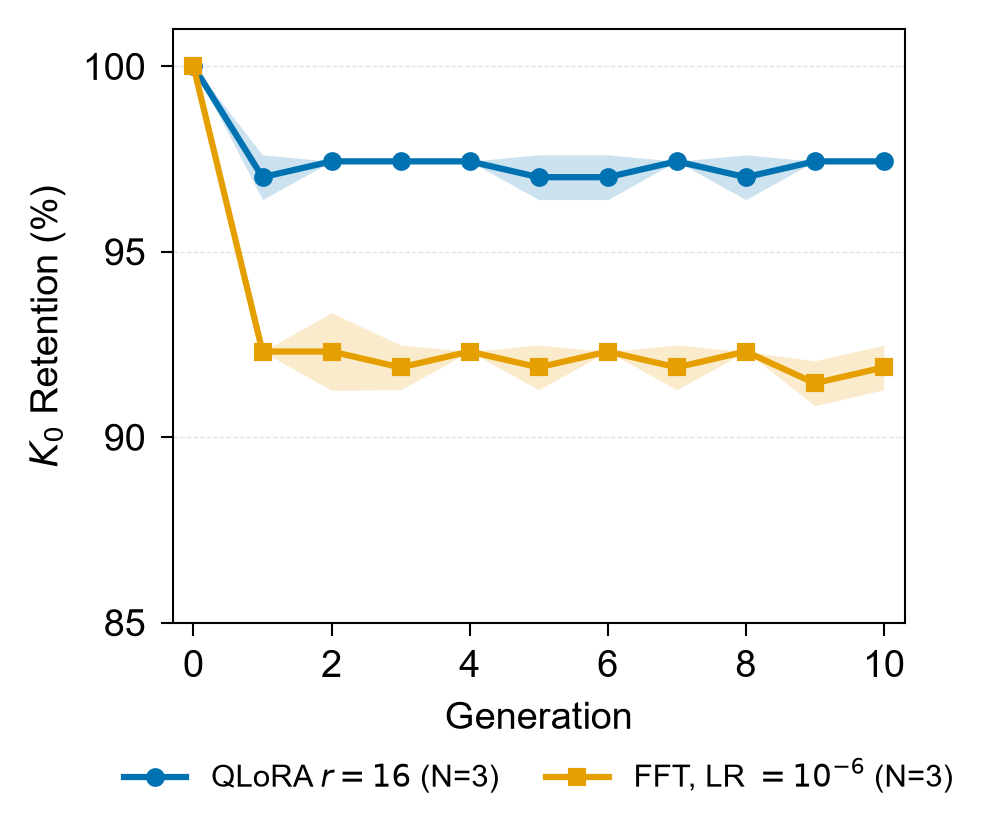 100
95
90
85
K₀ Retention (%)
0 2 4 6 8 10
Generation
QLoRA r = 16 (N=3) FFT, LR = 10⁻⁶ (N=3)